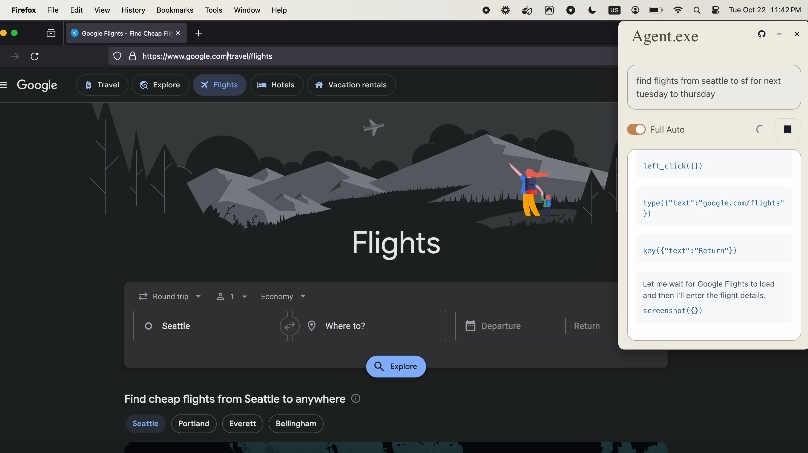 Firefox File Edit View History Bookmarks Tools Window Help US Tue Oct 22 11:42 PM
Google Flights - Find Cheap Fli
https://www.google.com/travel/flights
Google Travel Explore Flights Hotels Vacation rentals
Flights
Round trip 1 Economy
Seattle Where to? Departure Return
Explore
Find cheap flights from Seattle to anywhere
Seattle Portland Everett Bellingham
Agent.exe
find flights from seattle to sf for next
tuesday to thursday
Full Auto
left_click({})
type({"text":"google.com/flights"
})
key({"text":"Return"})
Let me wait for Google Flights to load
and then I'll enter the flight details.
screenshot({})